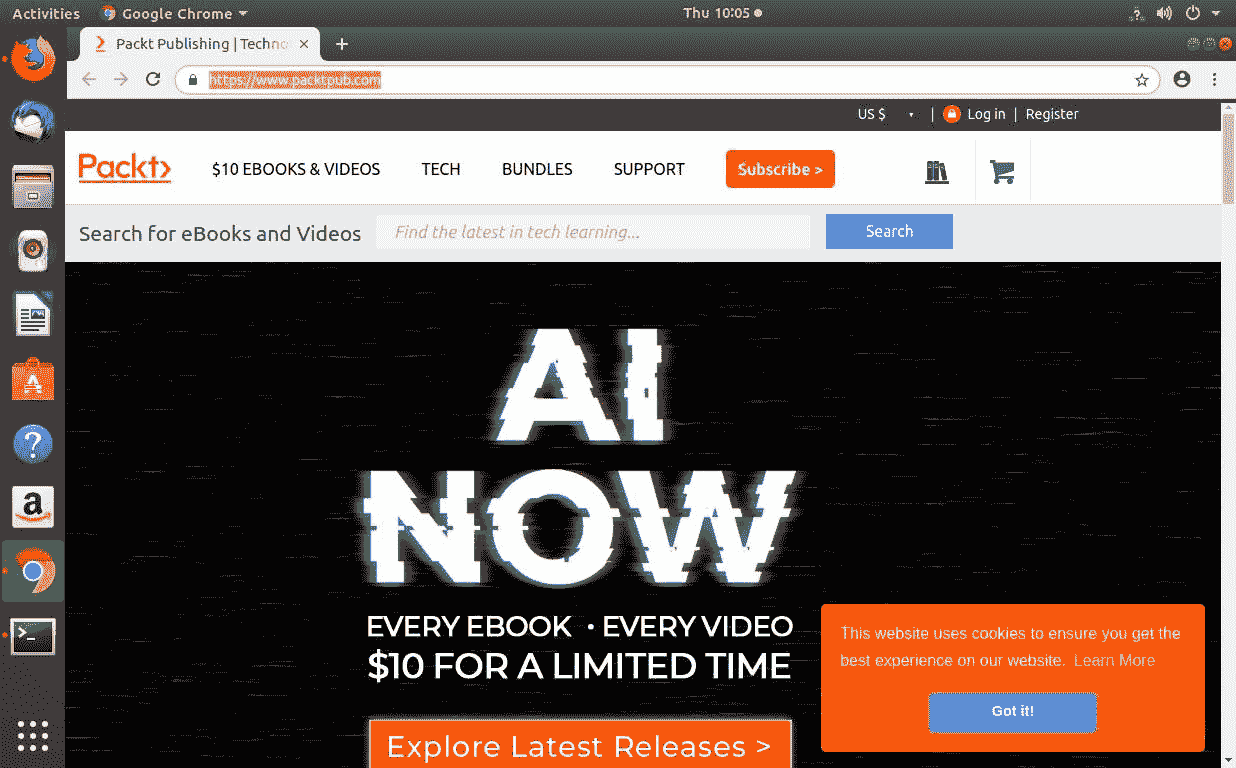 Activities Google Chrome Thu 10:05
Packt Publishing | Techno
https://www.packtpub.com
US $ | Log in | Register
Packt> $10 EBOOKS & VIDEOS TECH BUNDLES SUPPORT Subscribe >
Search for eBooks and Videos Find the latest in tech learning... Search
AI
NOW
EVERY EBOOK · EVERY VIDEO
$10 FOR A LIMITED TIME
Explore Latest Releases >
This website uses cookies to ensure you get the
best experience on our website. Learn More
Got it!